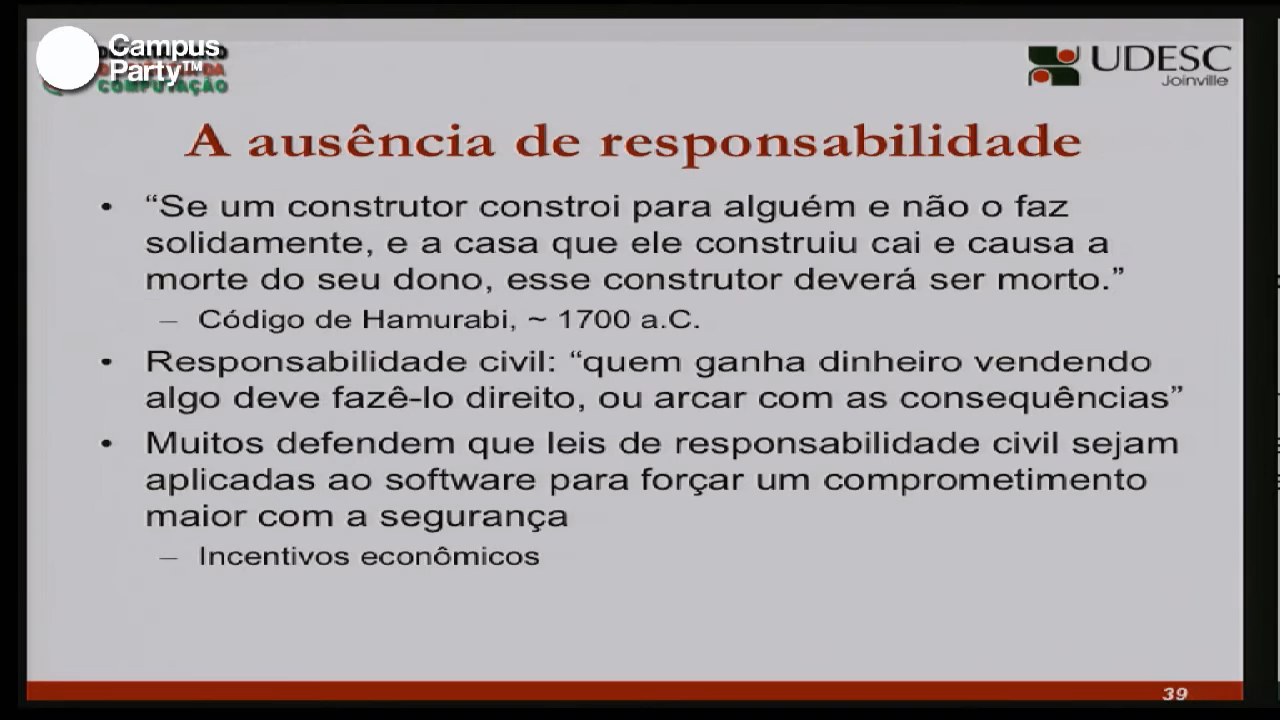 Campus
Party™
COMPUTAÇÃO
UDESC
Joinville
A ausência de responsabilidade
• “Se um construtor constroi para alguém e não o faz
solidamente, e a casa que ele construiu cai e causa a
morte do seu dono, esse construtor deverá ser morto.”
– Código de Hamurabi, ~ 1700 a.C.
• Responsabilidade civil: “quem ganha dinheiro vendendo
algo deve fazê-lo direito, ou arcar com as consequências”
• Muitos defendem que leis de responsabilidade civil sejam
aplicadas ao software para forçar um comprometimento
maior com a segurança
– Incentivos econômicos
39